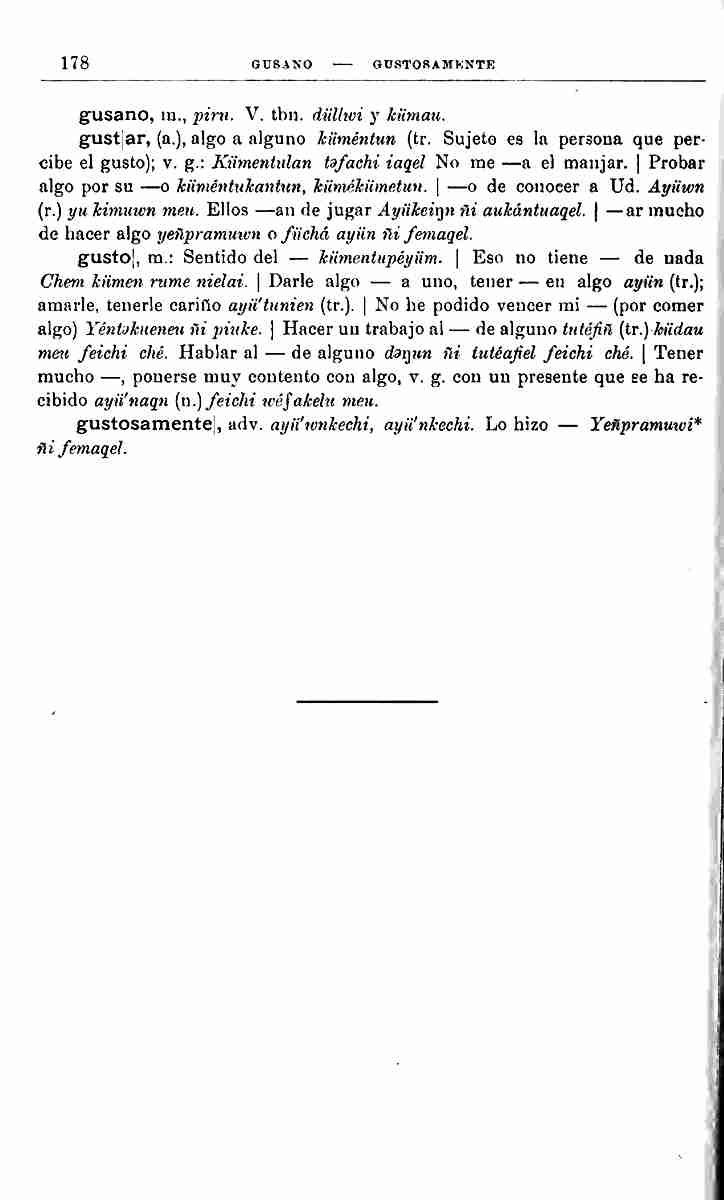 178 GUSANO — GUSTOSAMENTE
gusano, m., piru. V. tbn. düllwi y kümau.
gust|ar, (a.), algo a alguno küméntun (tr. Sujeto es la persona que per-
cibe el gusto); v. g.: Kümentulan təfachi iaqel No me —a el manjar. | Probar
algo por su —o küméntukantun, kümékümetun. | —o de conocer a Ud. Ayüwn
(r.) yu kimuwn meu. Ellos —an de jugar Ayükeiŋn ñi aukántuaqel. | —ar mucho
de hacer algo yeñpramuwn o füchá ayün ñi femaqel.
gusto|, m.: Sentido del — kümentupéyüm. | Eso no tiene — de nada
Chem kümen rume nielai. | Darle algo — a uno, tener — en algo ayün (tr.);
amarle, tenerle cariño ayü'tunien (tr.). | No he podido vencer mi — (por comer
algo) Yéntəkueneu ñi piuke. | Hacer un trabajo al — de alguno tutéfiñ (tr.) küdau
meu feichi ché. Hablar al — de alguno dəŋun ñi tutéafiel feichi ché. | Tener
mucho —, ponerse muy contento con algo, v. g. con un presente que se ha re-
cibido ayü'naqn (n.) feichi wéfakelu meu.
gustosamente|, adv. ayü'wnkechi, ayü'nkechi. Lo hizo — Yeñpramuwi*
ñi femaqel.